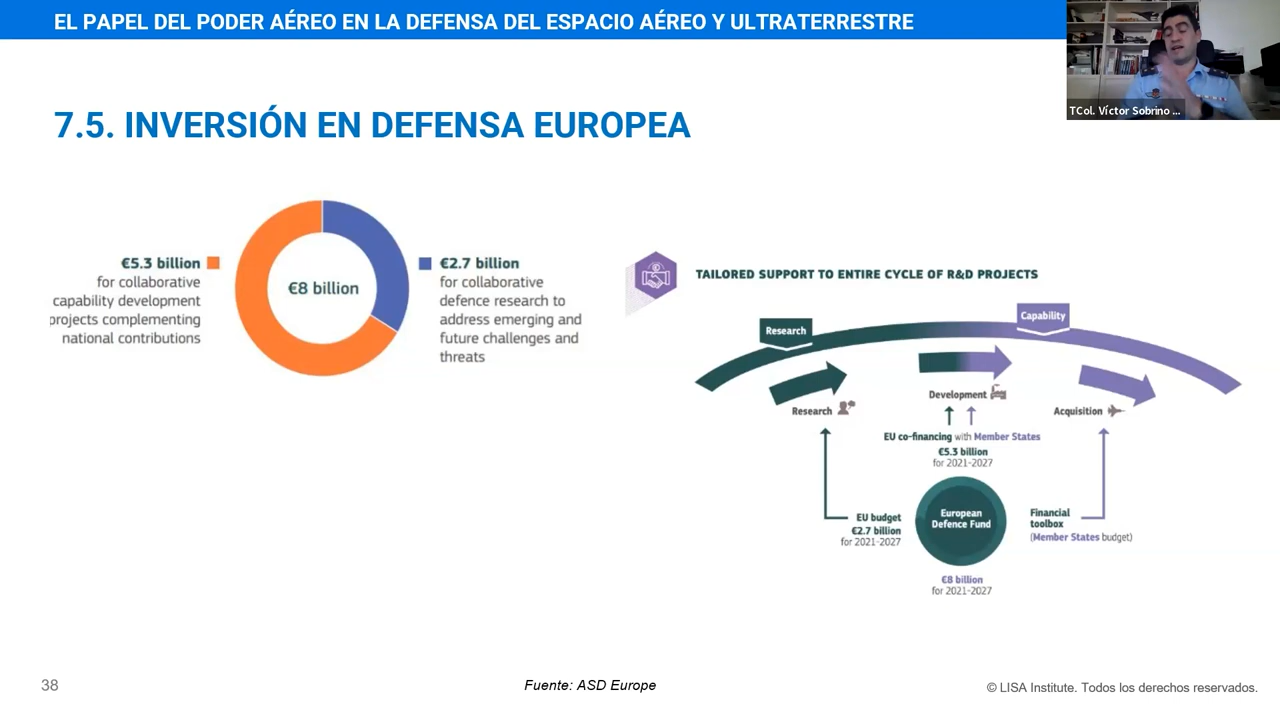 EL PAPEL DEL PODER AÉREO EN LA DEFENSA DEL ESPACIO AÉREO Y ULTRATERRESTRE
TCol. Víctor Sobrino ...
7.5. INVERSIÓN EN DEFENSA EUROPEA
€5.3 billion
for collaborative
capability development
projects complementing
national contributions
€8 billion
€2.7 billion
for collaborative
defence research to
address emerging and
future challenges and
threats
TAILORED SUPPORT TO ENTIRE CYCLE OF R&D PROJECTS
Research
Capability
Research
Development
Acquisition
EU co-financing with Member States
€5.3 billion
for 2021-2027
EU budget
€2.7 billion
for 2021-2027
European
Defence Fund
Financial
toolbox
(Member States budget)
€8 billion
for 2021-2027
38
Fuente: ASD Europe
© LISA Institute. Todos los derechos reservados.